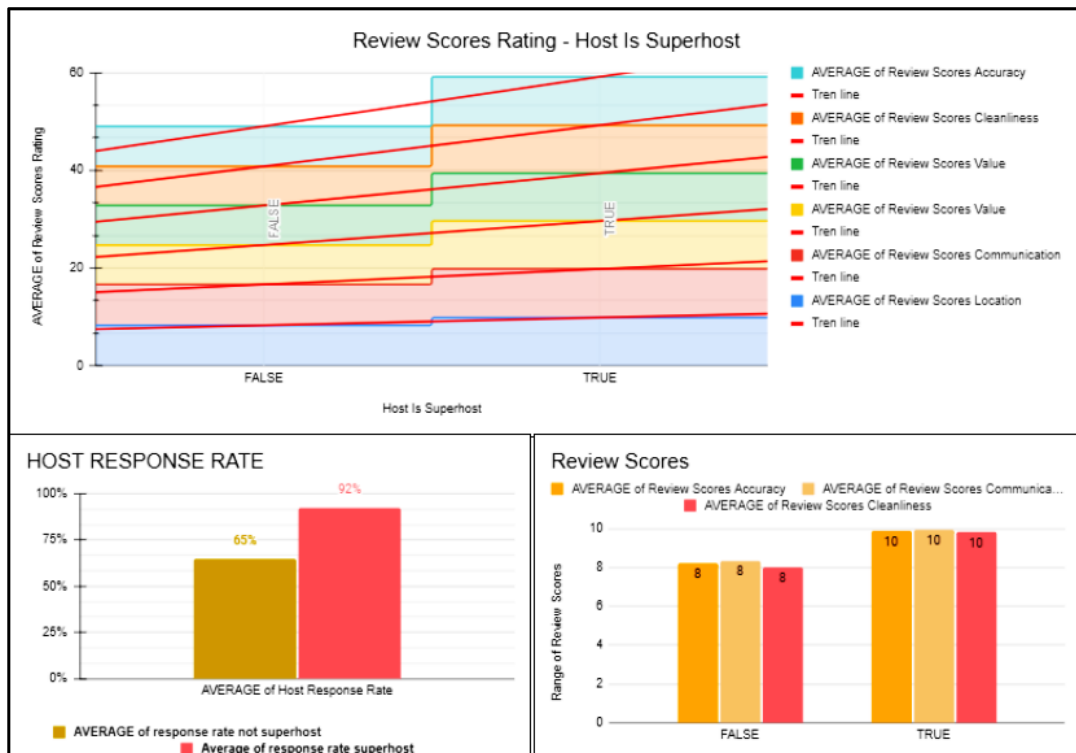 Review Scores Rating - Host Is Superhost
60
40
20
0
AVERAGE of Review Scores Rating
FALSE
TRUE
FALSE
TRUE
Host Is Superhost
AVERAGE of Review Scores Accuracy
Tren line
AVERAGE of Review Scores Cleanliness
Tren line
AVERAGE of Review Scores Value
Tren line
AVERAGE of Review Scores Value
Tren line
AVERAGE of Review Scores Communication
Tren line
AVERAGE of Review Scores Location
Tren line
HOST RESPONSE RATE
100%
75%
50%
25%
0%
65%
92%
AVERAGE of Host Response Rate
AVERAGE of response rate not superhost
Average of response rate superhost
Review Scores
AVERAGE of Review Scores Accuracy
AVERAGE of Review Scores Communica...
AVERAGE of Review Scores Cleanliness
Range of Review Scores
10
8
6
4
2
0
8
8
8
10
10
10
FALSE
TRUE